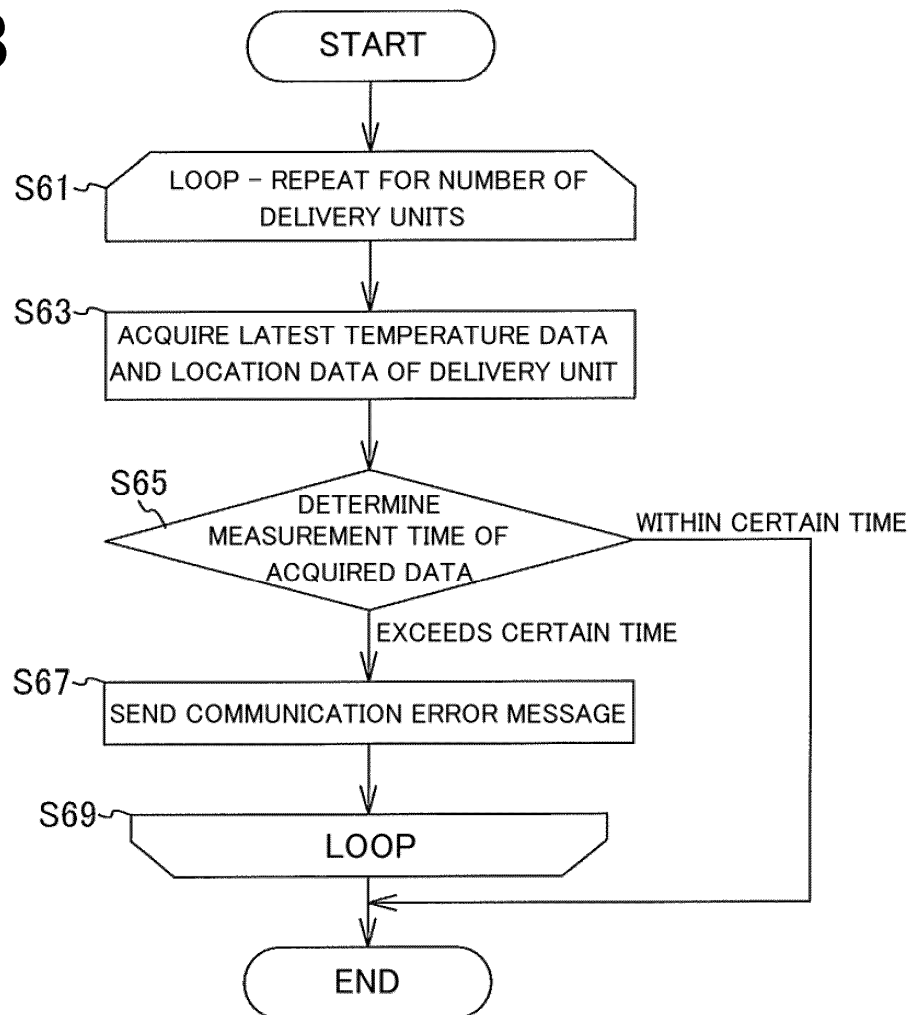 START
S61
LOOP – REPEAT FOR NUMBER OF
DELIVERY UNITS
S63
ACQUIRE LATEST TEMPERATURE DATA
AND LOCATION DATA OF DELIVERY UNIT
S65
DETERMINE
MEASUREMENT TIME OF
ACQUIRED DATA
WITHIN CERTAIN TIME
EXCEEDS CERTAIN TIME
S67
SEND COMMUNICATION ERROR MESSAGE
S69
LOOP
END